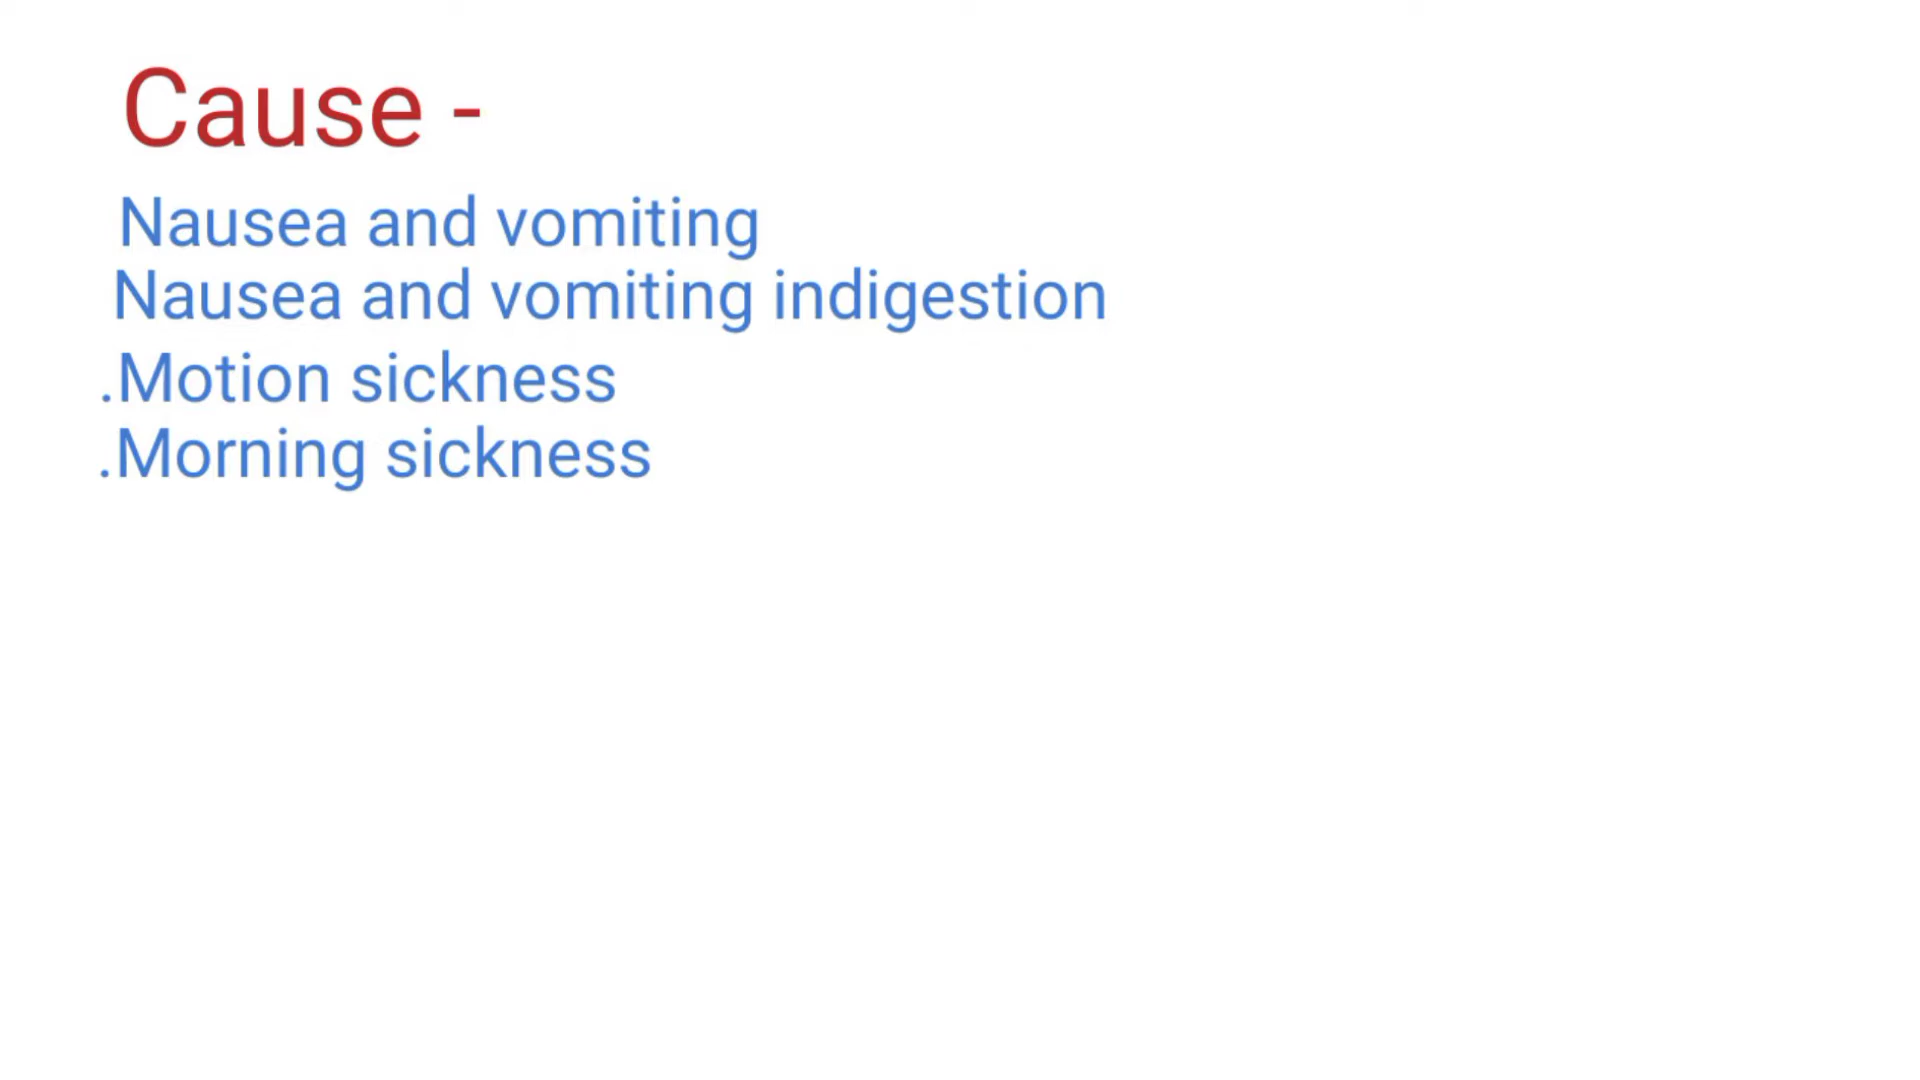 Cause -
Nausea and vomiting
Nausea and vomiting indigestion
.Motion sickness
.Morning sickness